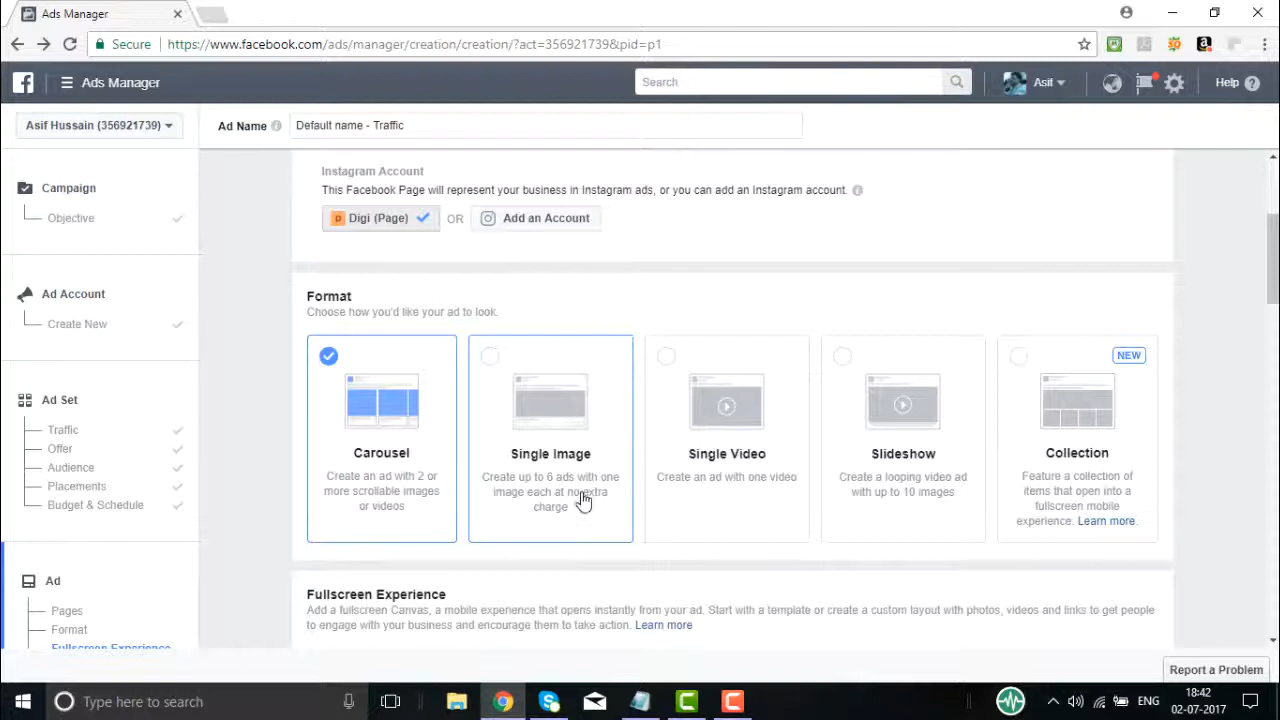 Ads Manager
Secure https://www.facebook.com/ads/manager/creation/creation/?act=356921739&pid=p1
Ads Manager
Search
Asif
Help
Asif Hussain (356921739)
Ad Name
Default name - Traffic
Campaign
Objective
Ad Account
Create New
Ad Set
Traffic
Offer
Audience
Placements
Budget & Schedule
Ad
Pages
Format
Fullscreen Experience
Instagram Account
This Facebook Page will represent your business in Instagram ads, or you can add an Instagram account.
Digi (Page) OR Add an Account
Format
Choose how you'd like your ad to look.
Carousel
Create an ad with 2 or
more scrollable images
or videos
Single Image
Create up to 6 ads with one
image each at no extra
charge
Single Video
Create an ad with one video
Slideshow
Create a looping video ad
with up to 10 images
NEW
Collection
Feature a collection of
items that open into a
fullscreen mobile
experience. Learn more.
Fullscreen Experience
Add a fullscreen Canvas, a mobile experience that opens instantly from your ad. Start with a template or create a custom layout with photos, videos and links to get people
to engage with your business and encourage them to take action. Learn more
Report a Problem
Type here to search
ENG
18:42
02-07-2017